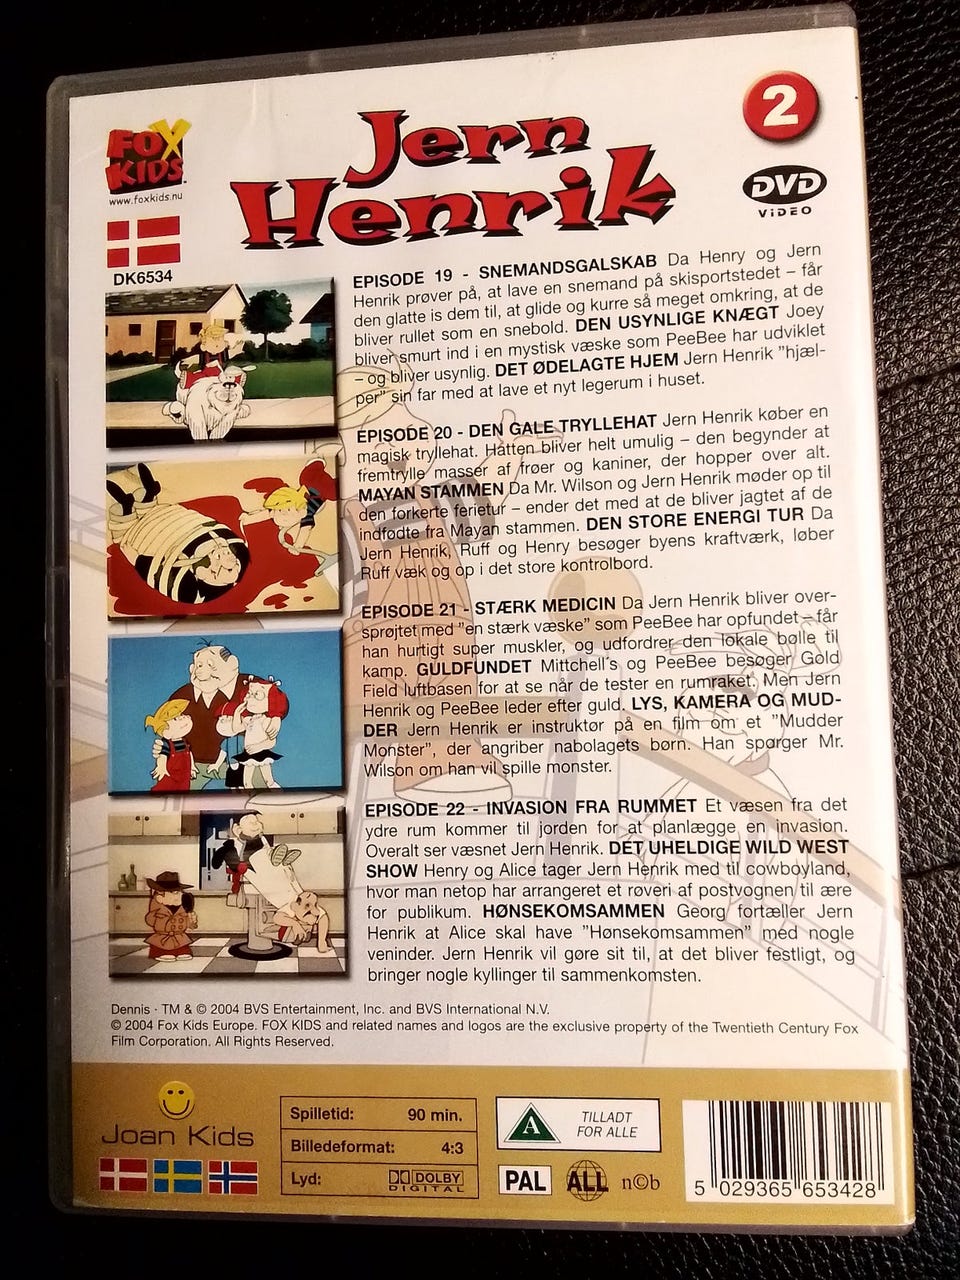 FOX KIDS
www.foxkids.nu
DK6534
Jern
Henrik
2
DVD
VIDEO
EPISODE 19 - SNEMANDSGALSKAB Da Henry og Jern
Henrik prøver på, at lave en snemand på skisportstedet – får
den glatte is dem til, at glide og kurre så meget omkring, at de
bliver rullet som en snebold. DEN USYNLIGE KNÆGT Joey
bliver smurt ind i en mystisk væske som PeeBee har udviklet
– og bliver usynlig. DET ØDELAGTE HJEM Jern Henrik "hjæl-
per" sin far med at lave et nyt legerum i huset.
EPISODE 20 - DEN GALE TRYLLEHAT Jern Henrik køber en
magisk tryllehat. Hatten bliver helt umulig – den begynder at
fremtrylle masser af frøer og kaniner, der hopper over alt.
MAYAN STAMMEN Da Mr. Wilson og Jern Henrik møder op til
den forkerte ferietur – ender det med at de bliver jagtet af de
indfødte fra Mayan stammen. DEN STORE ENERGI TUR Da
Jern Henrik, Ruff og Henry besøger byens kraftværk, løber
Ruff væk og op i det store kontrolbord.
EPISODE 21 - STÆRK MEDICIN Da Jern Henrik bliver over-
sprøjtet med "en stærk væske" som PeeBee har opfundet – får
han hurtigt super muskler, og udfordrer den lokale bølle til
kamp. GULDFUNDET Mittchell´s og PeeBee besøger Gold
Field luftbasen for at se når de tester en rumraket. Men Jern
Henrik og PeeBee leder efter guld. LYS, KAMERA OG MUD-
DER Jern Henrik er instruktør på en film om et "Mudder
Monster", der angriber nabolagets børn. Han spørger Mr.
Wilson om han vil spille monster.
EPISODE 22 - INVASION FRA RUMMET Et væsen fra det
ydre rum kommer til jorden for at planlægge en invasion.
Overalt ser væsnet Jern Henrik. DET UHELDIGE WILD WEST
SHOW Henry og Alice tager Jern Henrik med til cowboyland,
hvor man netop har arrangeret et røveri af postvognen til ære
for publikum. HØNSEKOMSAMMEN Georg fortæller Jern
Henrik at Alice skal have "Hønsekomsammen" med nogle
veninder. Jern Henrik vil gøre sit til, at det bliver festligt, og
bringer nogle kyllinger til sammenkomsten.
Dennis · TM & © 2004 BVS Entertainment, Inc. and BVS International N.V.
© 2004 Fox Kids Europe. FOX KIDS and related names and logos are the exclusive property of the Twentieth Century Fox
Film Corporation. All Rights Reserved.
Joan Kids
Spilletid: 90 min.
Billedeformat: 4:3
Lyd: DOLBY
DIGITAL
A
TILLADT
FOR ALLE
PAL
ALL
n©b
5 029365 653428